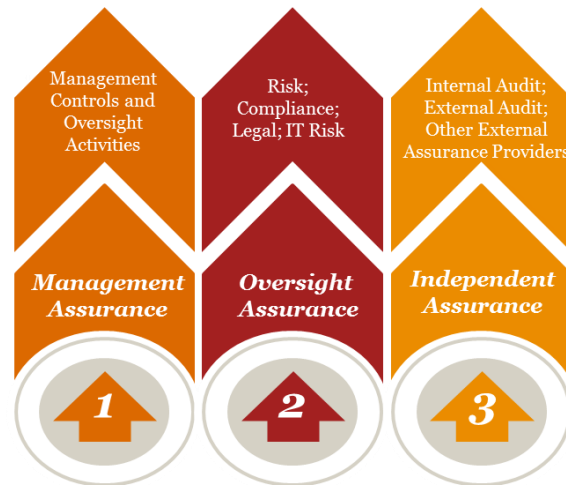 Management
Controls and
Oversight
Activities
Risk;
Compliance;
Legal; IT Risk
Internal Audit;
External Audit;
Other External
Assurance Providers
Management
Assurance
Oversight
Assurance
Independent
Assurance
1
2
3